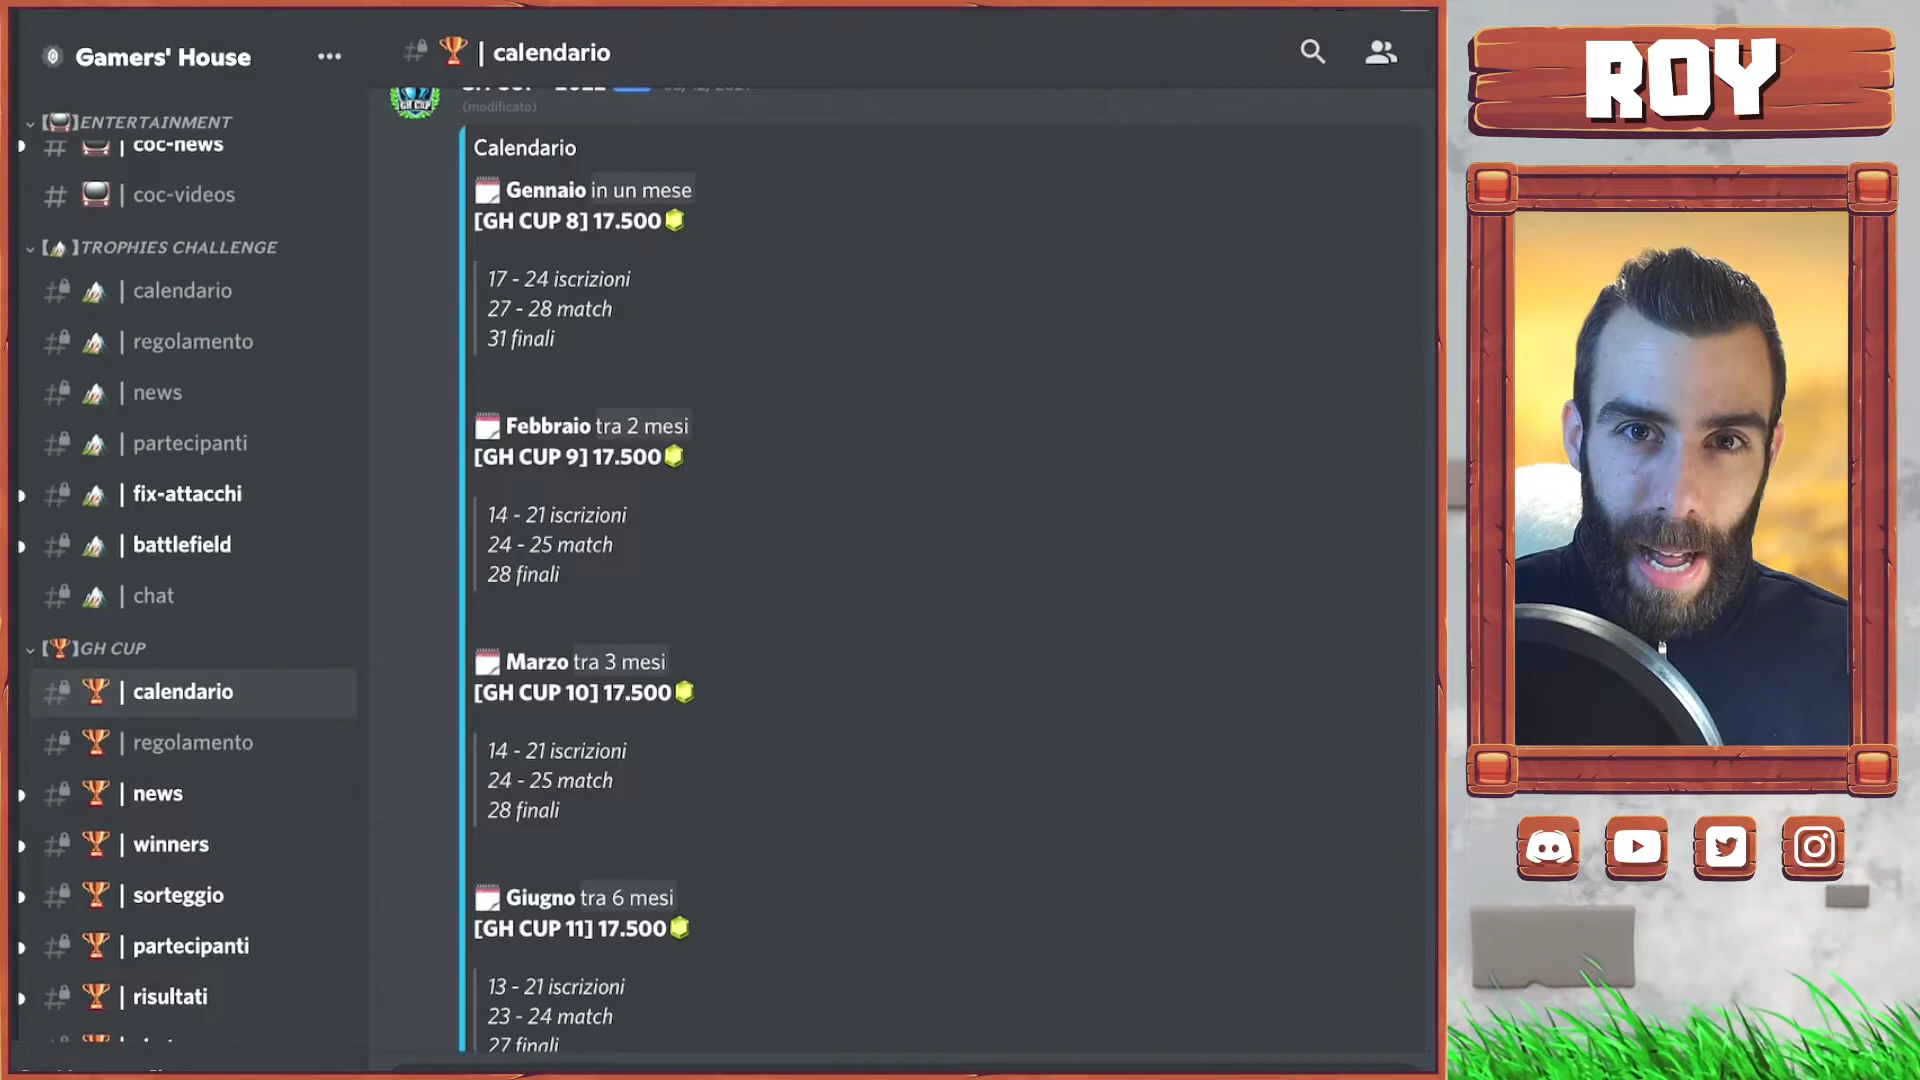 Gamers' House
ENTERTAINMENT
| coc-news
| coc-videos
TROPHIES CHALLENGE
| calendario
| regolamento
| news
| partecipanti
| fix-attacchi
| battlefield
| chat
GH CUP
| calendario
| regolamento
| news
| winners
| sorteggio
| partecipanti
| risultati
| calendario
GH CUP
(modificato)
Calendario
Gennaio in un mese
[GH CUP 8] 17.500
17 - 24 iscrizioni
27 - 28 match
31 finali
Febbraio tra 2 mesi
[GH CUP 9] 17.500
14 - 21 iscrizioni
24 - 25 match
28 finali
Marzo tra 3 mesi
[GH CUP 10] 17.500
14 - 21 iscrizioni
24 - 25 match
28 finali
Giugno tra 6 mesi
[GH CUP 11] 17.500
13 - 21 iscrizioni
23 - 24 match
27 finali
ROY